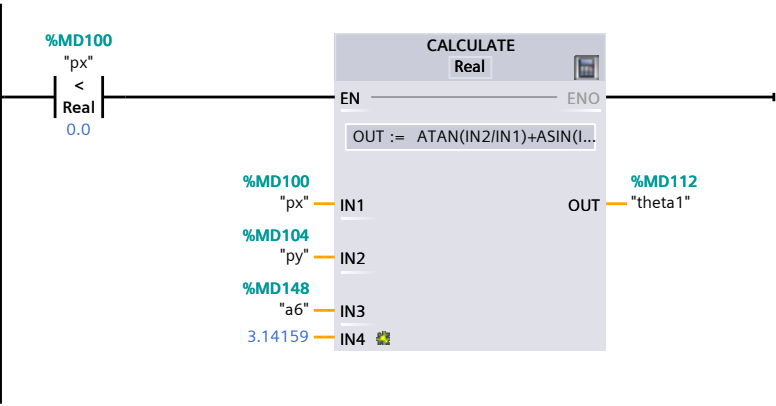 %MD100
"px"
<
Real
0.0
CALCULATE
Real
EN
ENO
OUT := ATAN(IN2/IN1)+ASIN(I...
%MD100
"px"
IN1
OUT
%MD112
"theta1"
%MD104
"py"
IN2
%MD148
"a6"
IN3
3.14159
IN4